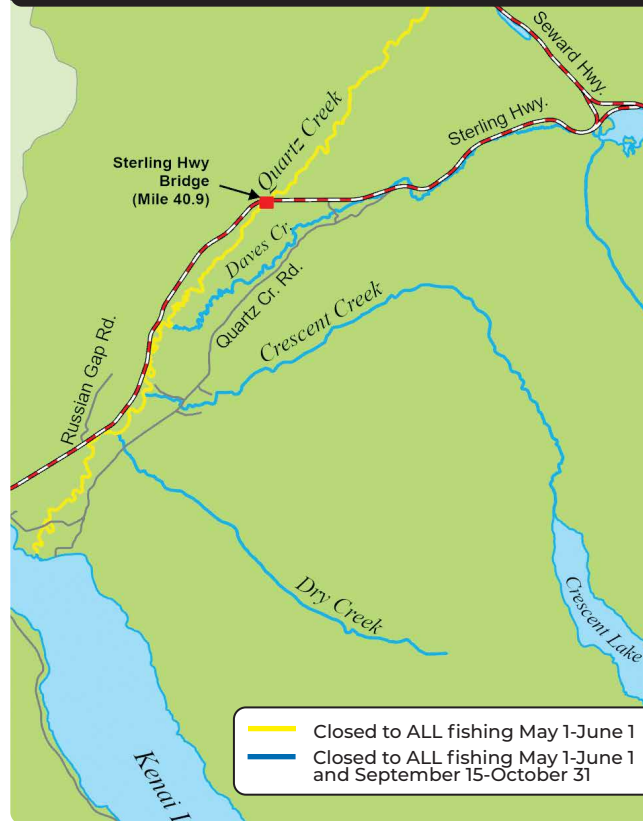 Seward Hwy.
Sterling Hwy.
Quartz Creek
Sterling Hwy
Bridge
(Mile 40.9)
Daves Cr.
Quartz Cr. Rd.
Crescent Creek
Russian Gap Rd.
Dry Creek
Crescent Lake
Kenai
Closed to ALL fishing May 1-June 1
Closed to ALL fishing May 1-June 1
and September 15-October 31